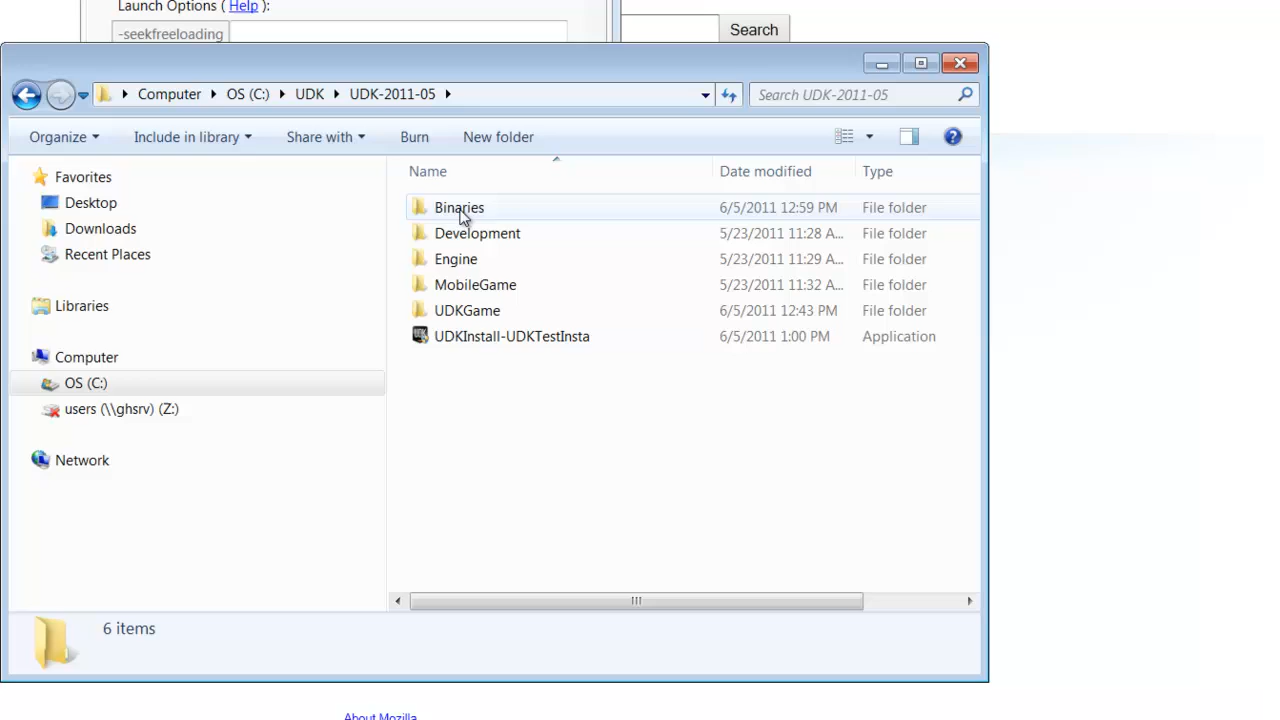 Launch Options ( Help ):
-seekfreeloading
Search
Computer OS (C:) UDK UDK-2011-05
Search UDK-2011-05
Organize Include in library Share with Burn New folder
Name Date modified Type
Favorites
Desktop
Downloads
Recent Places
Libraries
Computer
OS (C:)
users (\\ghsrv) (Z:)
Network
Binaries 6/5/2011 12:59 PM File folder
Development 5/23/2011 11:28 A... File folder
Engine 5/23/2011 11:29 A... File folder
MobileGame 5/23/2011 11:32 A... File folder
UDKGame 6/5/2011 12:43 PM File folder
UDKInstall-UDKTestInsta 6/5/2011 1:00 PM Application
6 items
About Mozilla